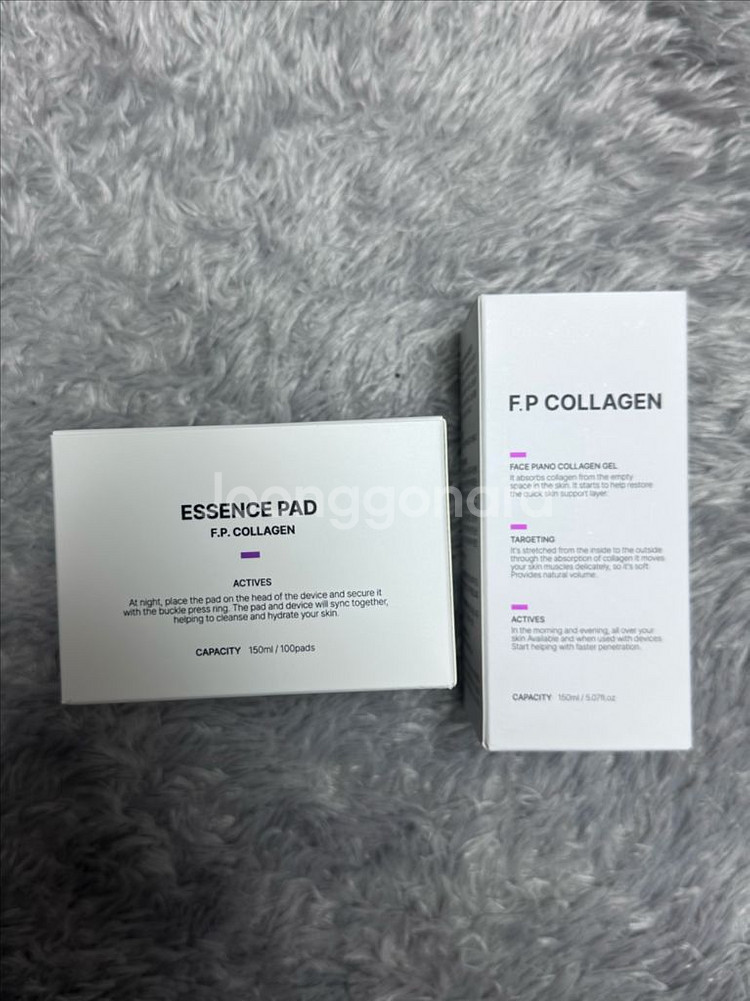 ESSENCE PAD
F.P. COLLAGEN
ACTIVES
At night, place the pad on the head of the device and secure it
with the buckle press ring. The pad and device will sync together,
helping to cleanse and hydrate your skin.
CAPACITY 150ml / 100pads
F.P COLLAGEN
FACE PIANO COLLAGEN GEL
It absorbs collagen from the empty
space in the skin. It starts to help restore
the quick skin support layer.
TARGETING
It's stretched from the inside to the outside
through the absorption of collagen it moves
your skin muscles delicately, so it's soft.
Provides natural volume.
ACTIVES
In the morning and evening, all over your
skin Available and when used with devices
Start helping with faster penetration.
CAPACITY 150ml / 5.07fl.oz
joonggonara